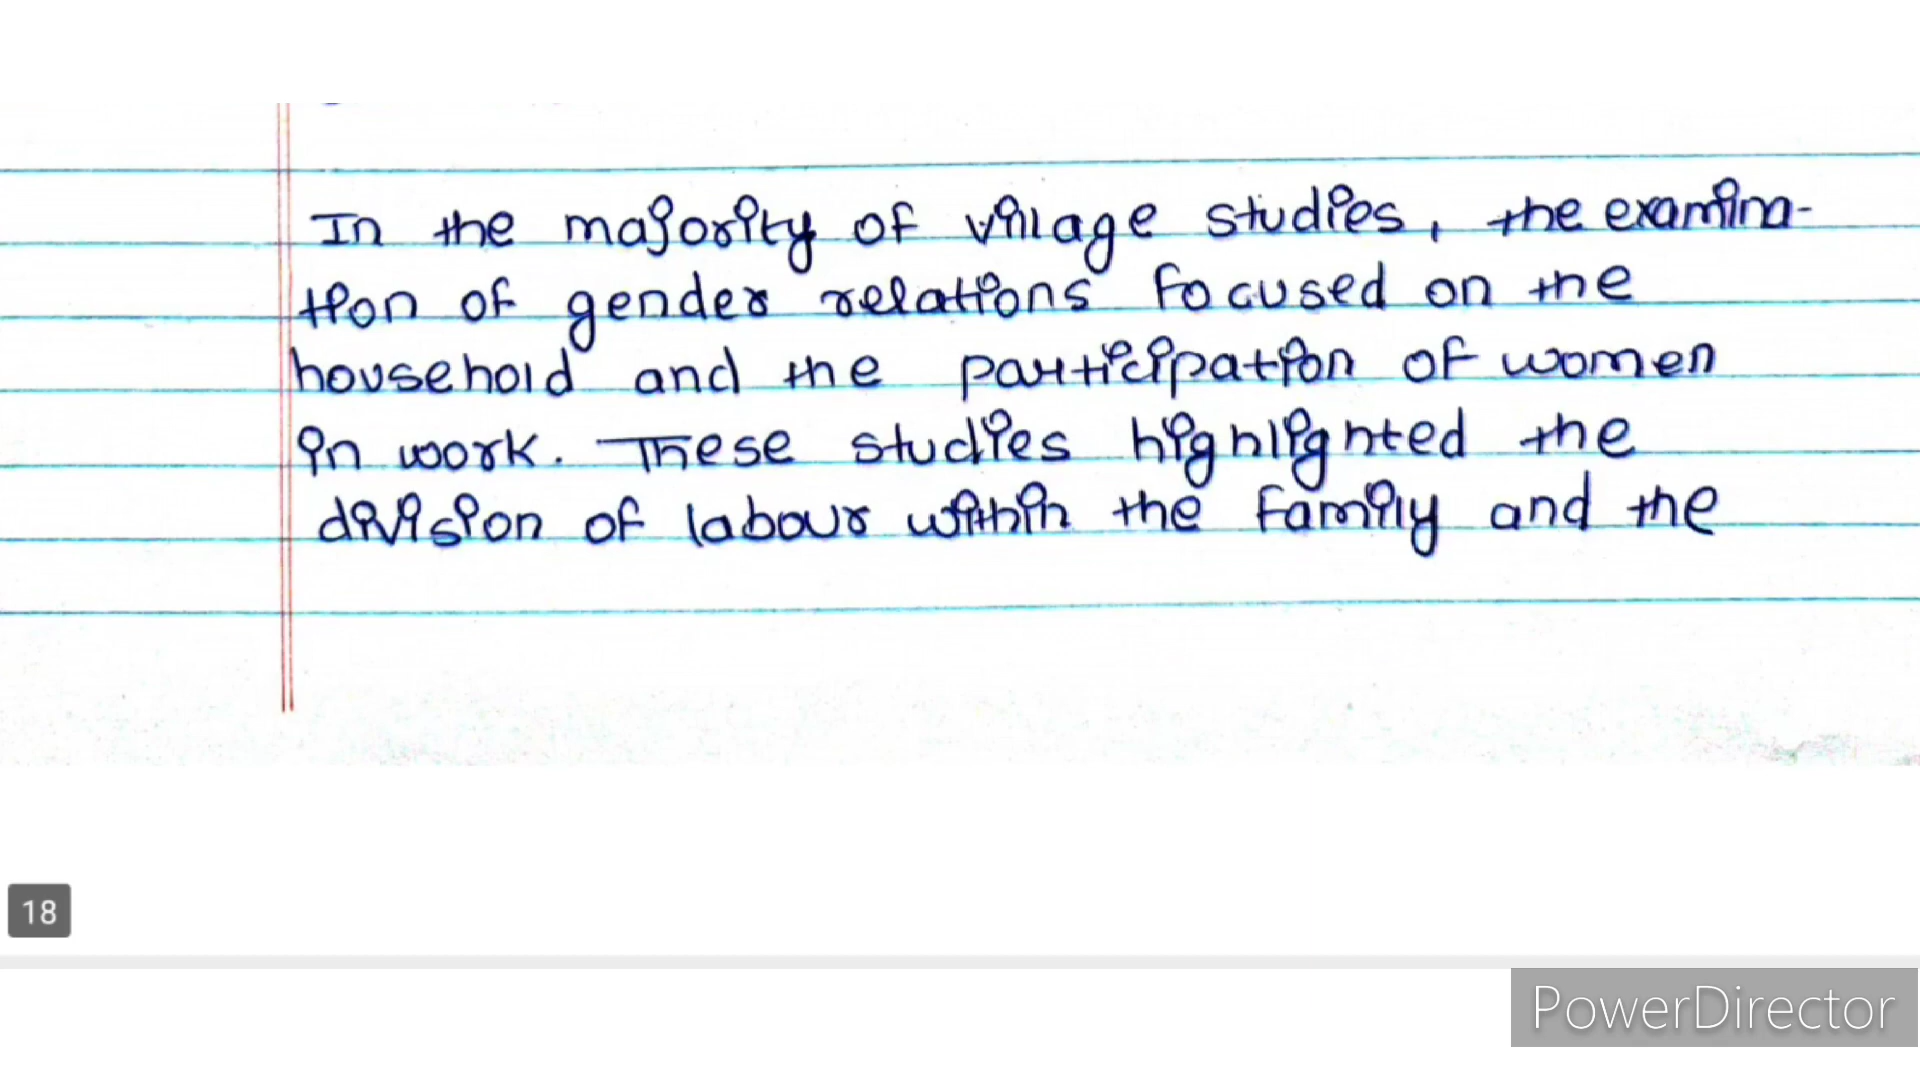 In the majority of village studies, the examina-
tion of gender relations focused on the
household and the participation of women
in work. These studies highlighted the
division of labour within the family and the
18
PowerDirector